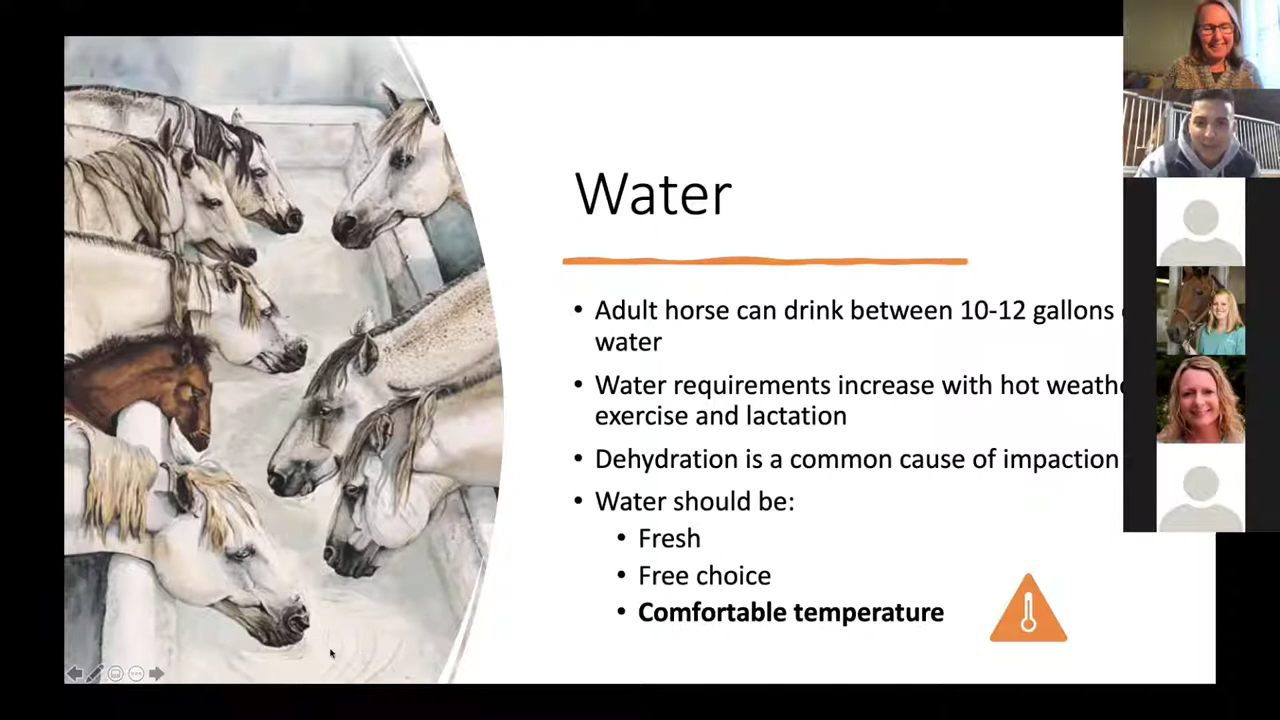 Water
• Adult horse can drink between 10-12 gallons
water
• Water requirements increase with hot
exercise and lactation
• Dehydration is a common cause of impaction
• Water should be:
• Fresh
• Free choice
• Comfortable temperature